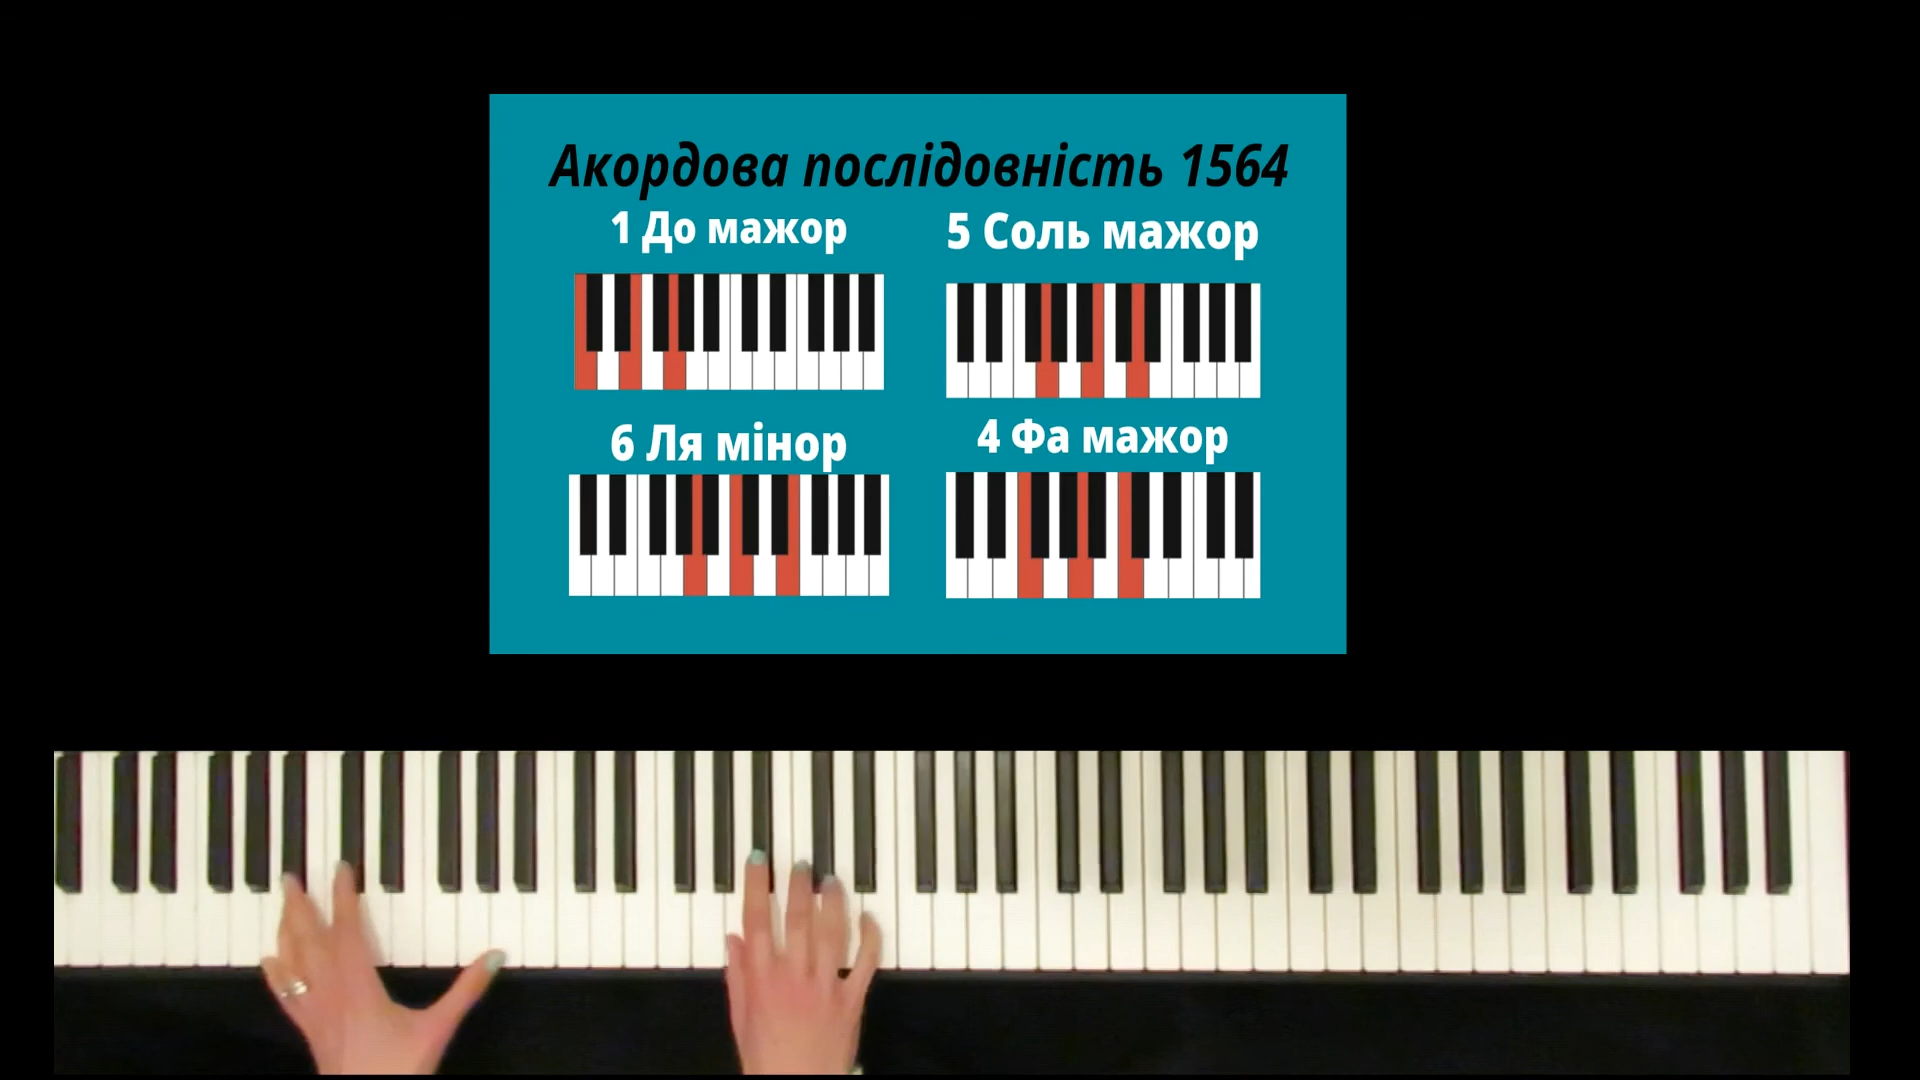 Акордова послідовність 1564
1 До мажор
5 Соль мажор
6 Ля мінор
4 Фа мажор